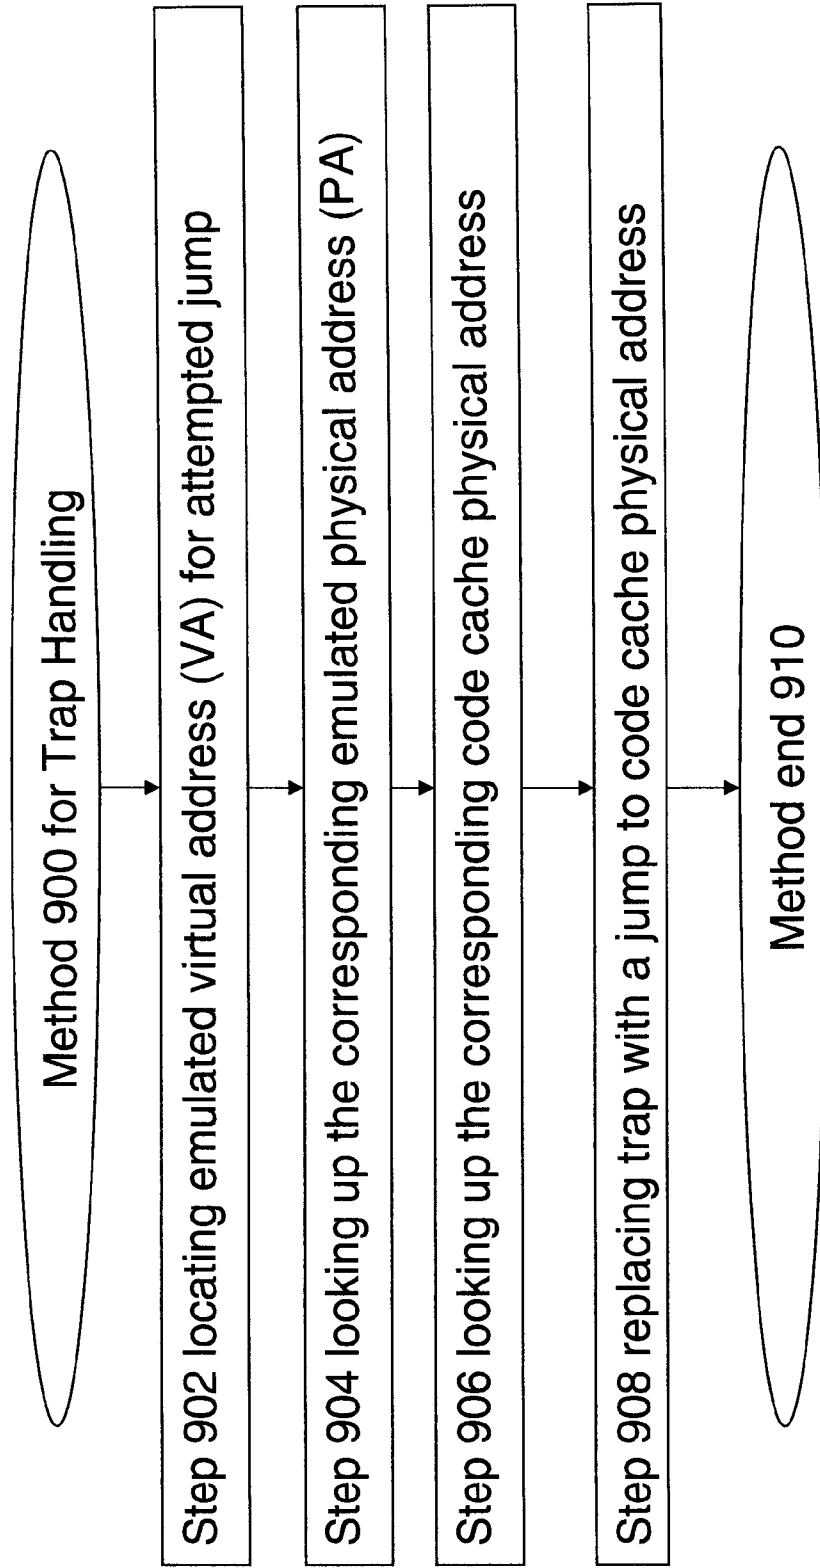 Method 900 for Trap Handling
Step 902 locating emulated virtual address (VA) for attempted jump
Step 904 looking up the corresponding emulated physical address (PA)
Step 906 looking up the corresponding code cache physical address
Step 908 replacing trap with a jump to code cache physical address
Method end 910